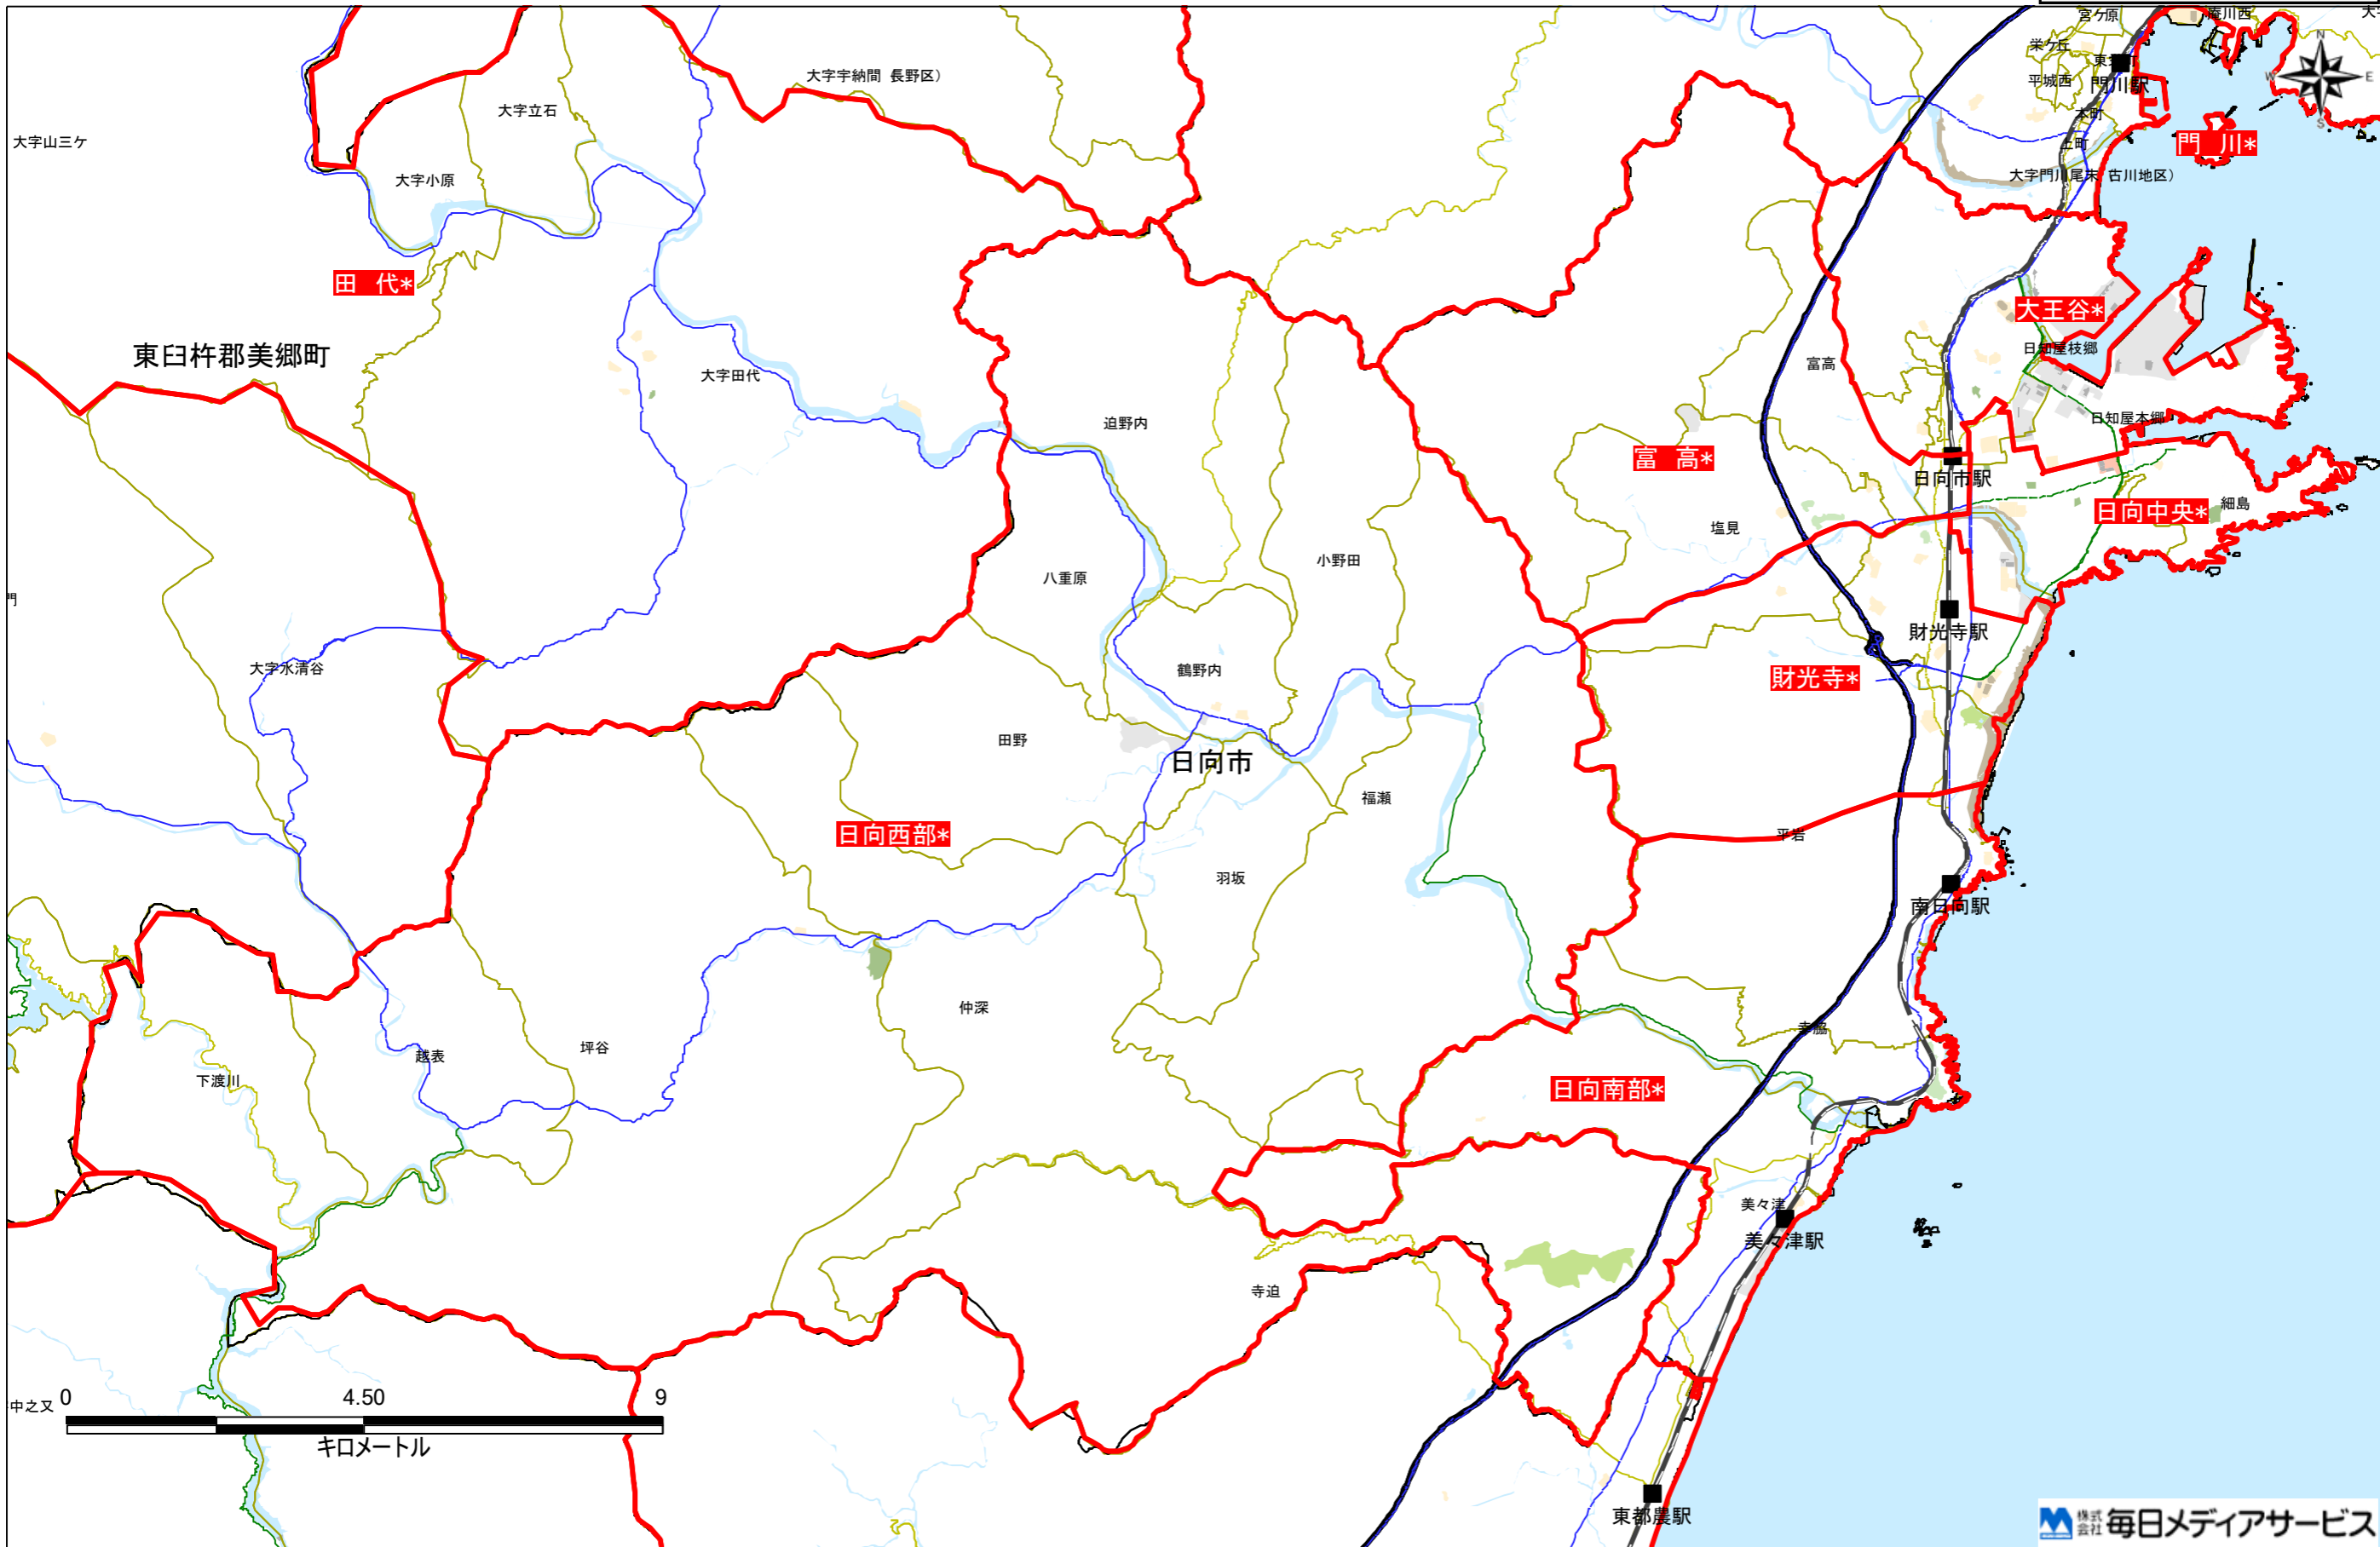 宮ケ原
庵川西
栄ケ丘
平城西
門川駅
本町
上町
大字門川尾末 古川地区）
門 川*
N
W
E
S
大字宇納間 長野区）
大字立石
大字山三ケ
大字小原
田 代*
東臼杵郡美郷町
大字田代
迫野内
大王谷*
日知屋枝郷
富高
日知屋本郷
富 高*
日向市駅
日向中央*
細島
塩見
小野田
八重原
門
財光寺駅
財光寺*
大字水清谷
鶴野内
田野
日向市
福瀬
日向西部*
平岩
羽坂
南日向駅
仲深
幸脇
坪谷
越表
下渡川
日向南部*
美々津
美々津駅
寺迫
中之又
0
4.50
9
キロメートル
東都農駅
株式会社 毎日メディアサービス